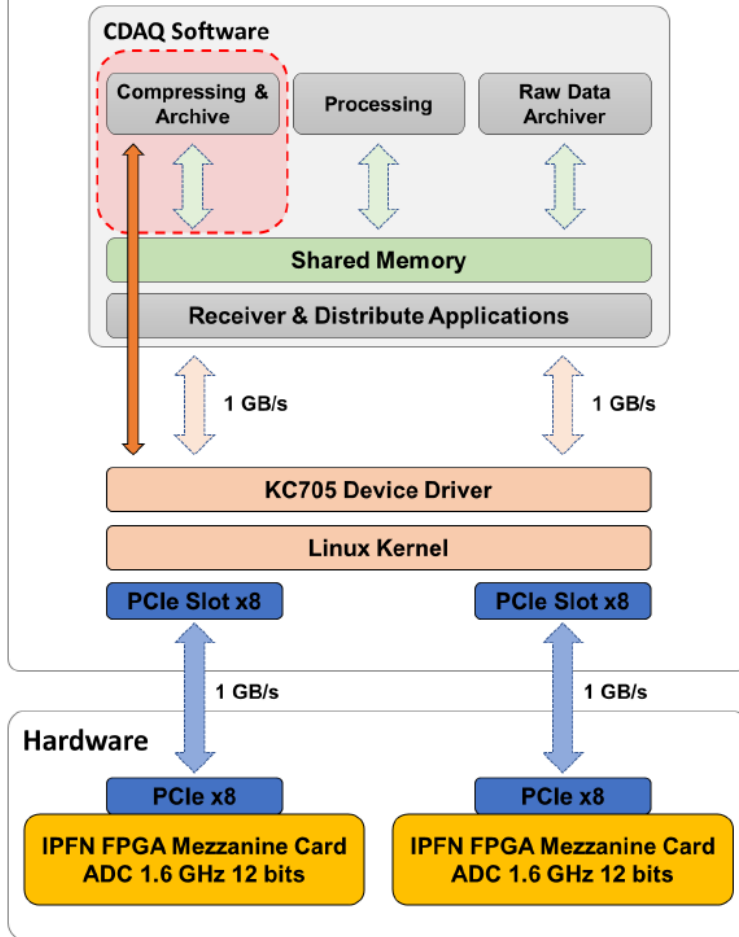 CDAQ Software
Compressing &
Archive
Processing
Raw Data
Archiver
Shared Memory
Receiver & Distribute Applications
1 GB/s
1 GB/s
KC705 Device Driver
Linux Kernel
PCIe Slot x8
PCIe Slot x8
1 GB/s
1 GB/s
Hardware
PCIe x8
PCIe x8
IPFN FPGA Mezzanine Card
ADC 1.6 GHz 12 bits
IPFN FPGA Mezzanine Card
ADC 1.6 GHz 12 bits